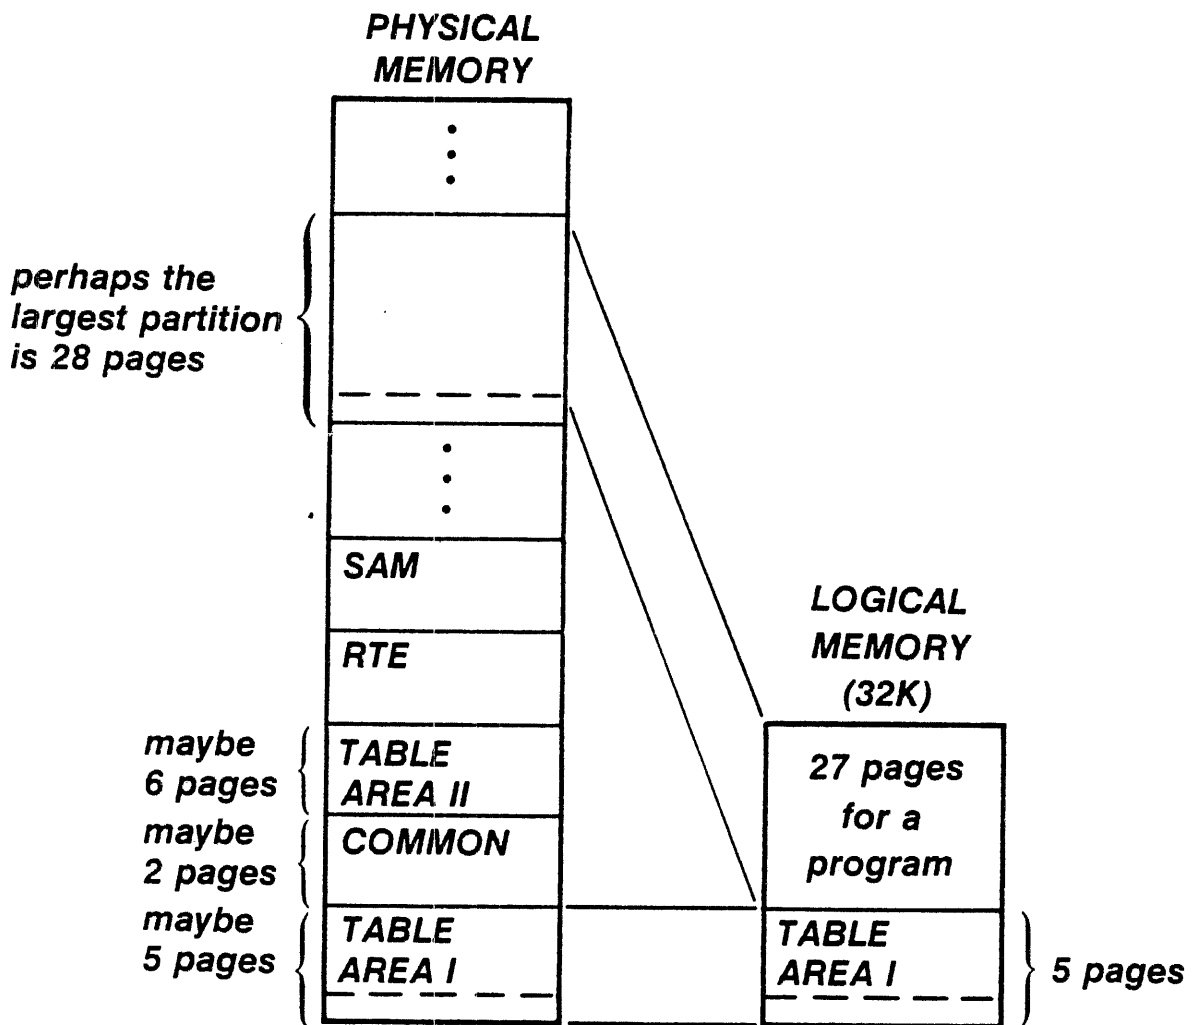 PHYSICAL
MEMORY
perhaps the
largest partition
is 28 pages
SAM
RTE
LOGICAL
MEMORY
(32K)
maybe
6 pages
TABLE
AREA II
27 pages
for a
program
maybe
2 pages
COMMON
maybe
5 pages
TABLE
AREA I
TABLE
AREA I
5 pages